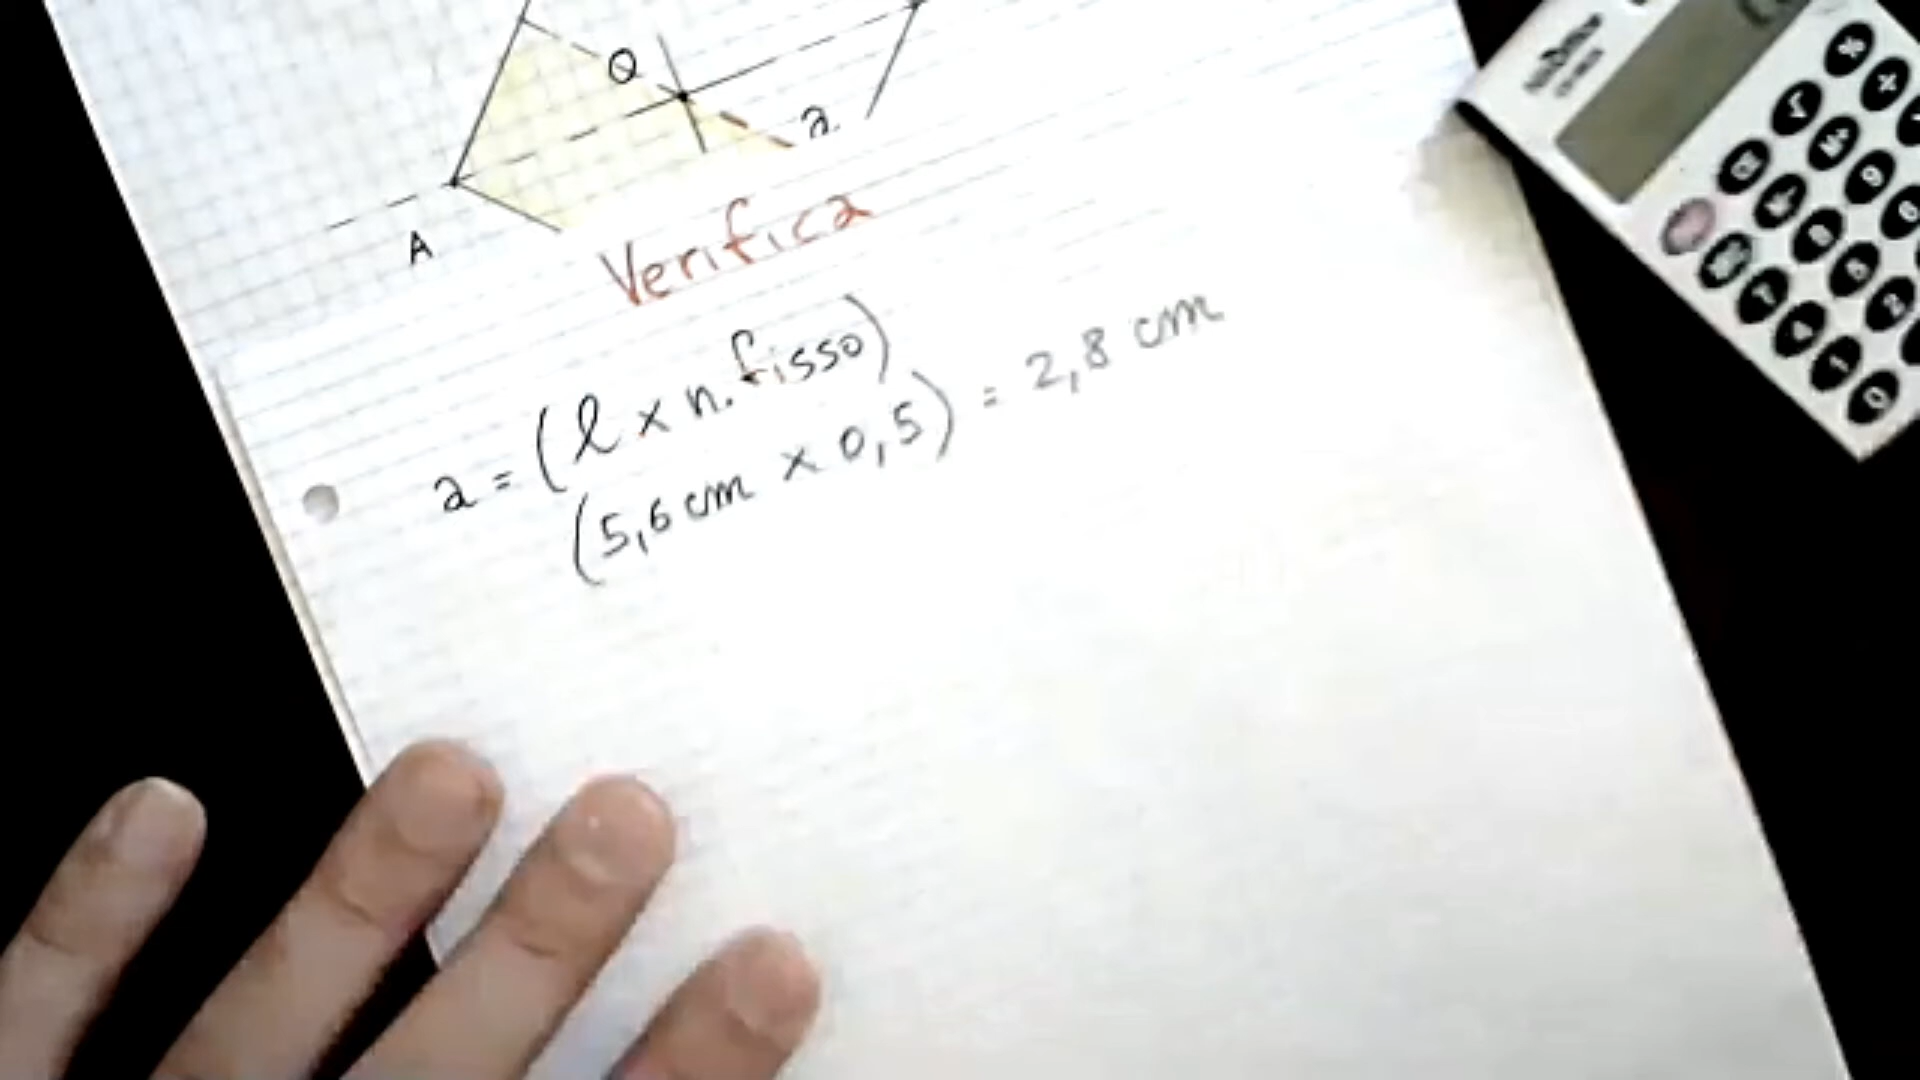 Q
a
A
Verifica
a = (l x n. fisso)
(5,6 cm x 0,5) = 2,8 cm